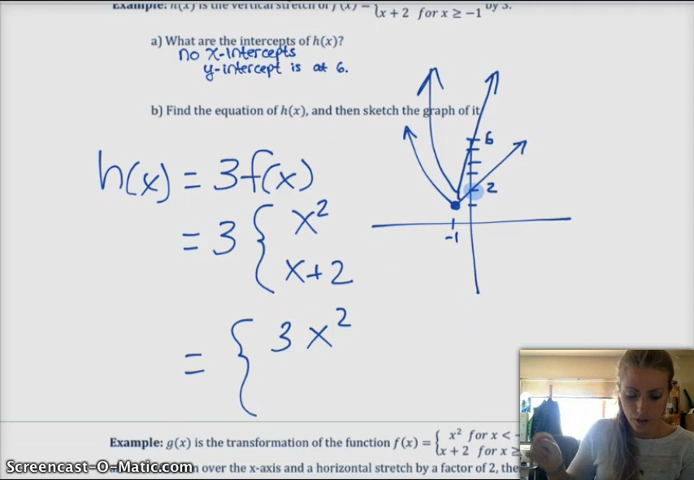 Example: h(x) is the vertical stretch of f(x) = { x + 2 for x ≥ −1 by 3.
a) What are the intercepts of h(x)?
no x-intercepts
y-intercept is at 6.
b) Find the equation of h(x), and then sketch the graph of it
6
2
-1
h(x) = 3f(x)
= 3 { x²
x+2
= { 3x²
Example: g(x) is the transformation of the function f(x) = { x² for x <
x + 2 for x ≥
over the x-axis and a horizontal stretch by a factor of 2, the
Screencast-O-Matic.com